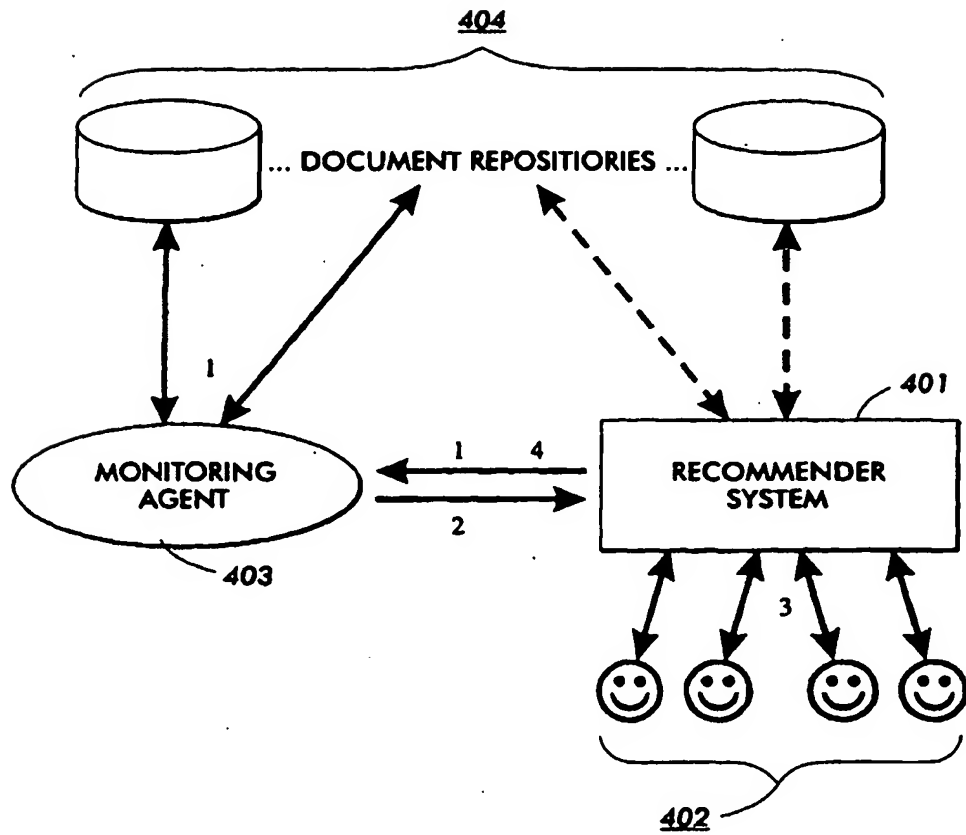 404
... DOCUMENT REPOSITIORIES ...
1
401
MONITORING
AGENT
1 4
2
RECOMMENDER
SYSTEM
403
3
402